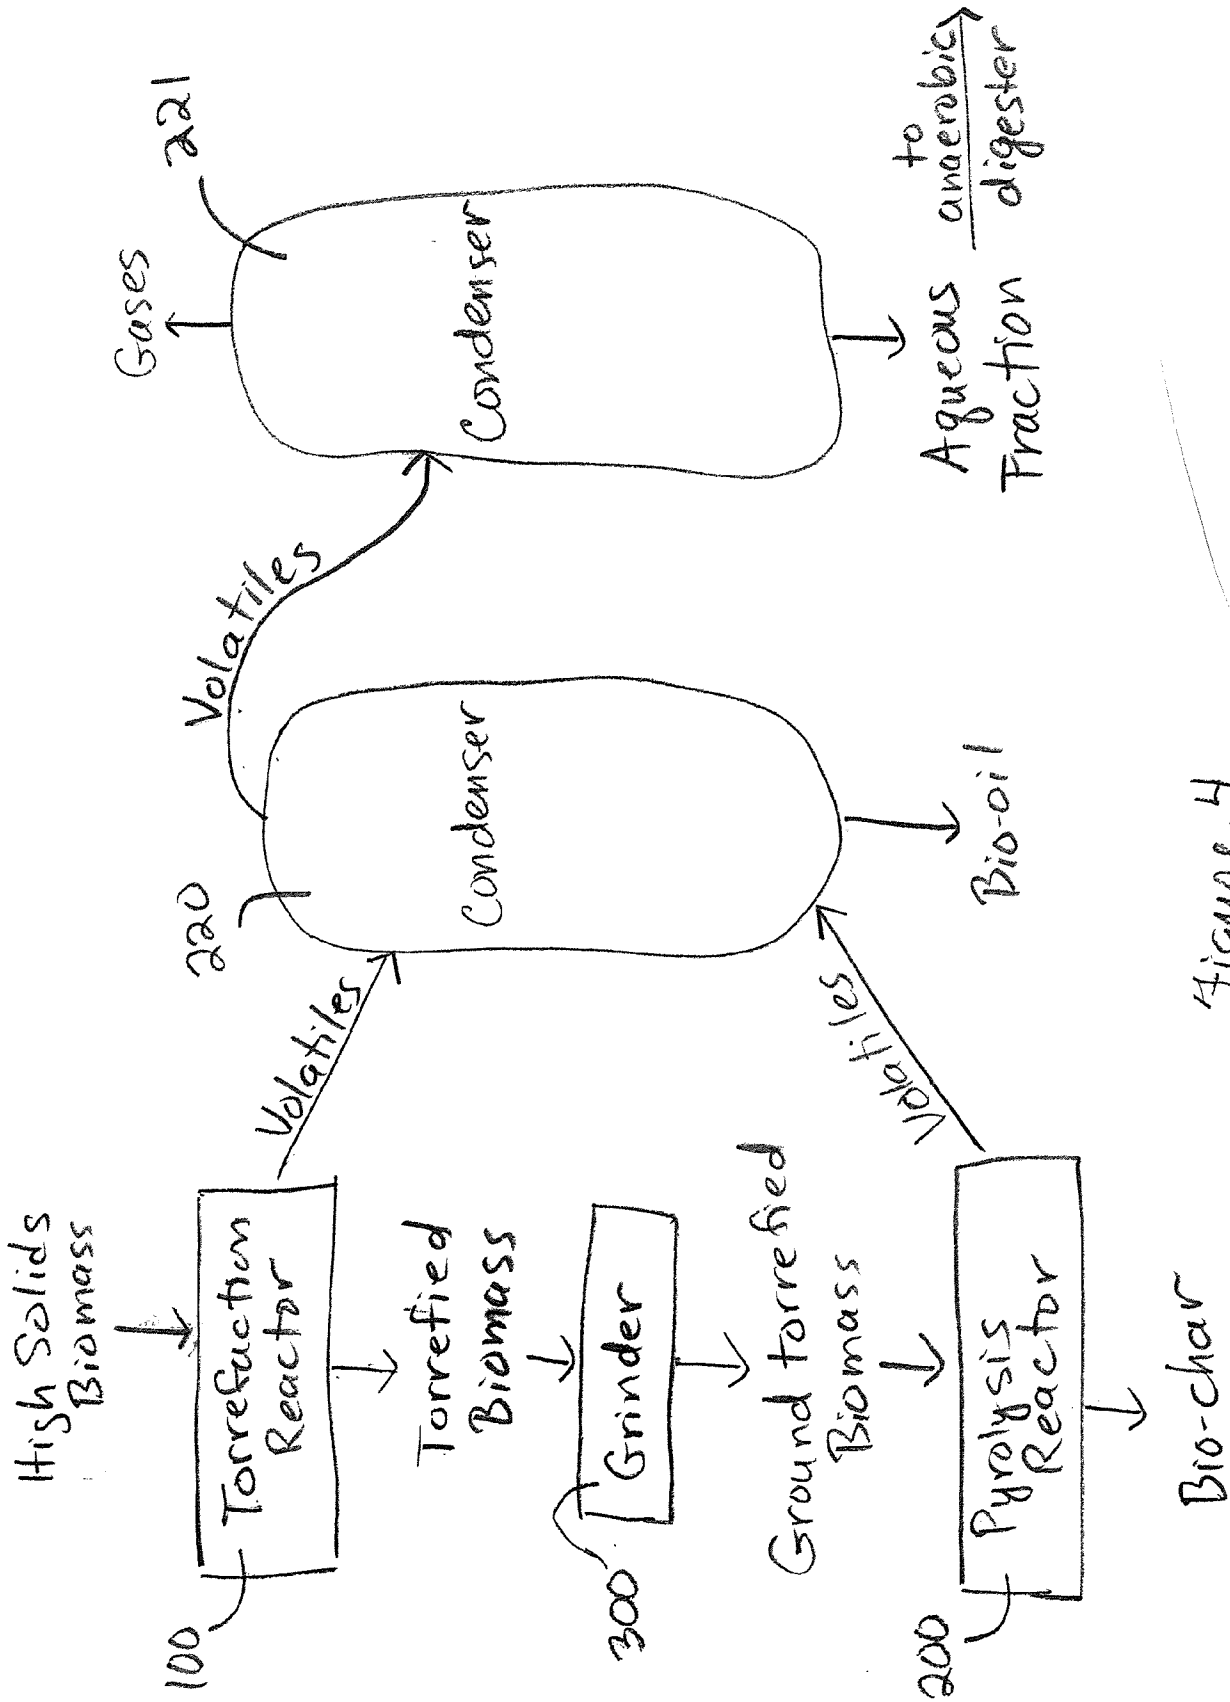 High Solids
Biomass
100
Torrefaction
Reactor
Volatiles
Torrefied
Biomass
300
Grinder
Ground torrefied
Biomass
200
Pyrolysis
Reactor
Volatiles
Bio-char
220
Condenser
Bio-oil
Volatiles
Gases
221
Condenser
Aqueous
Fraction
to
anaerobic
digester
Figure 4